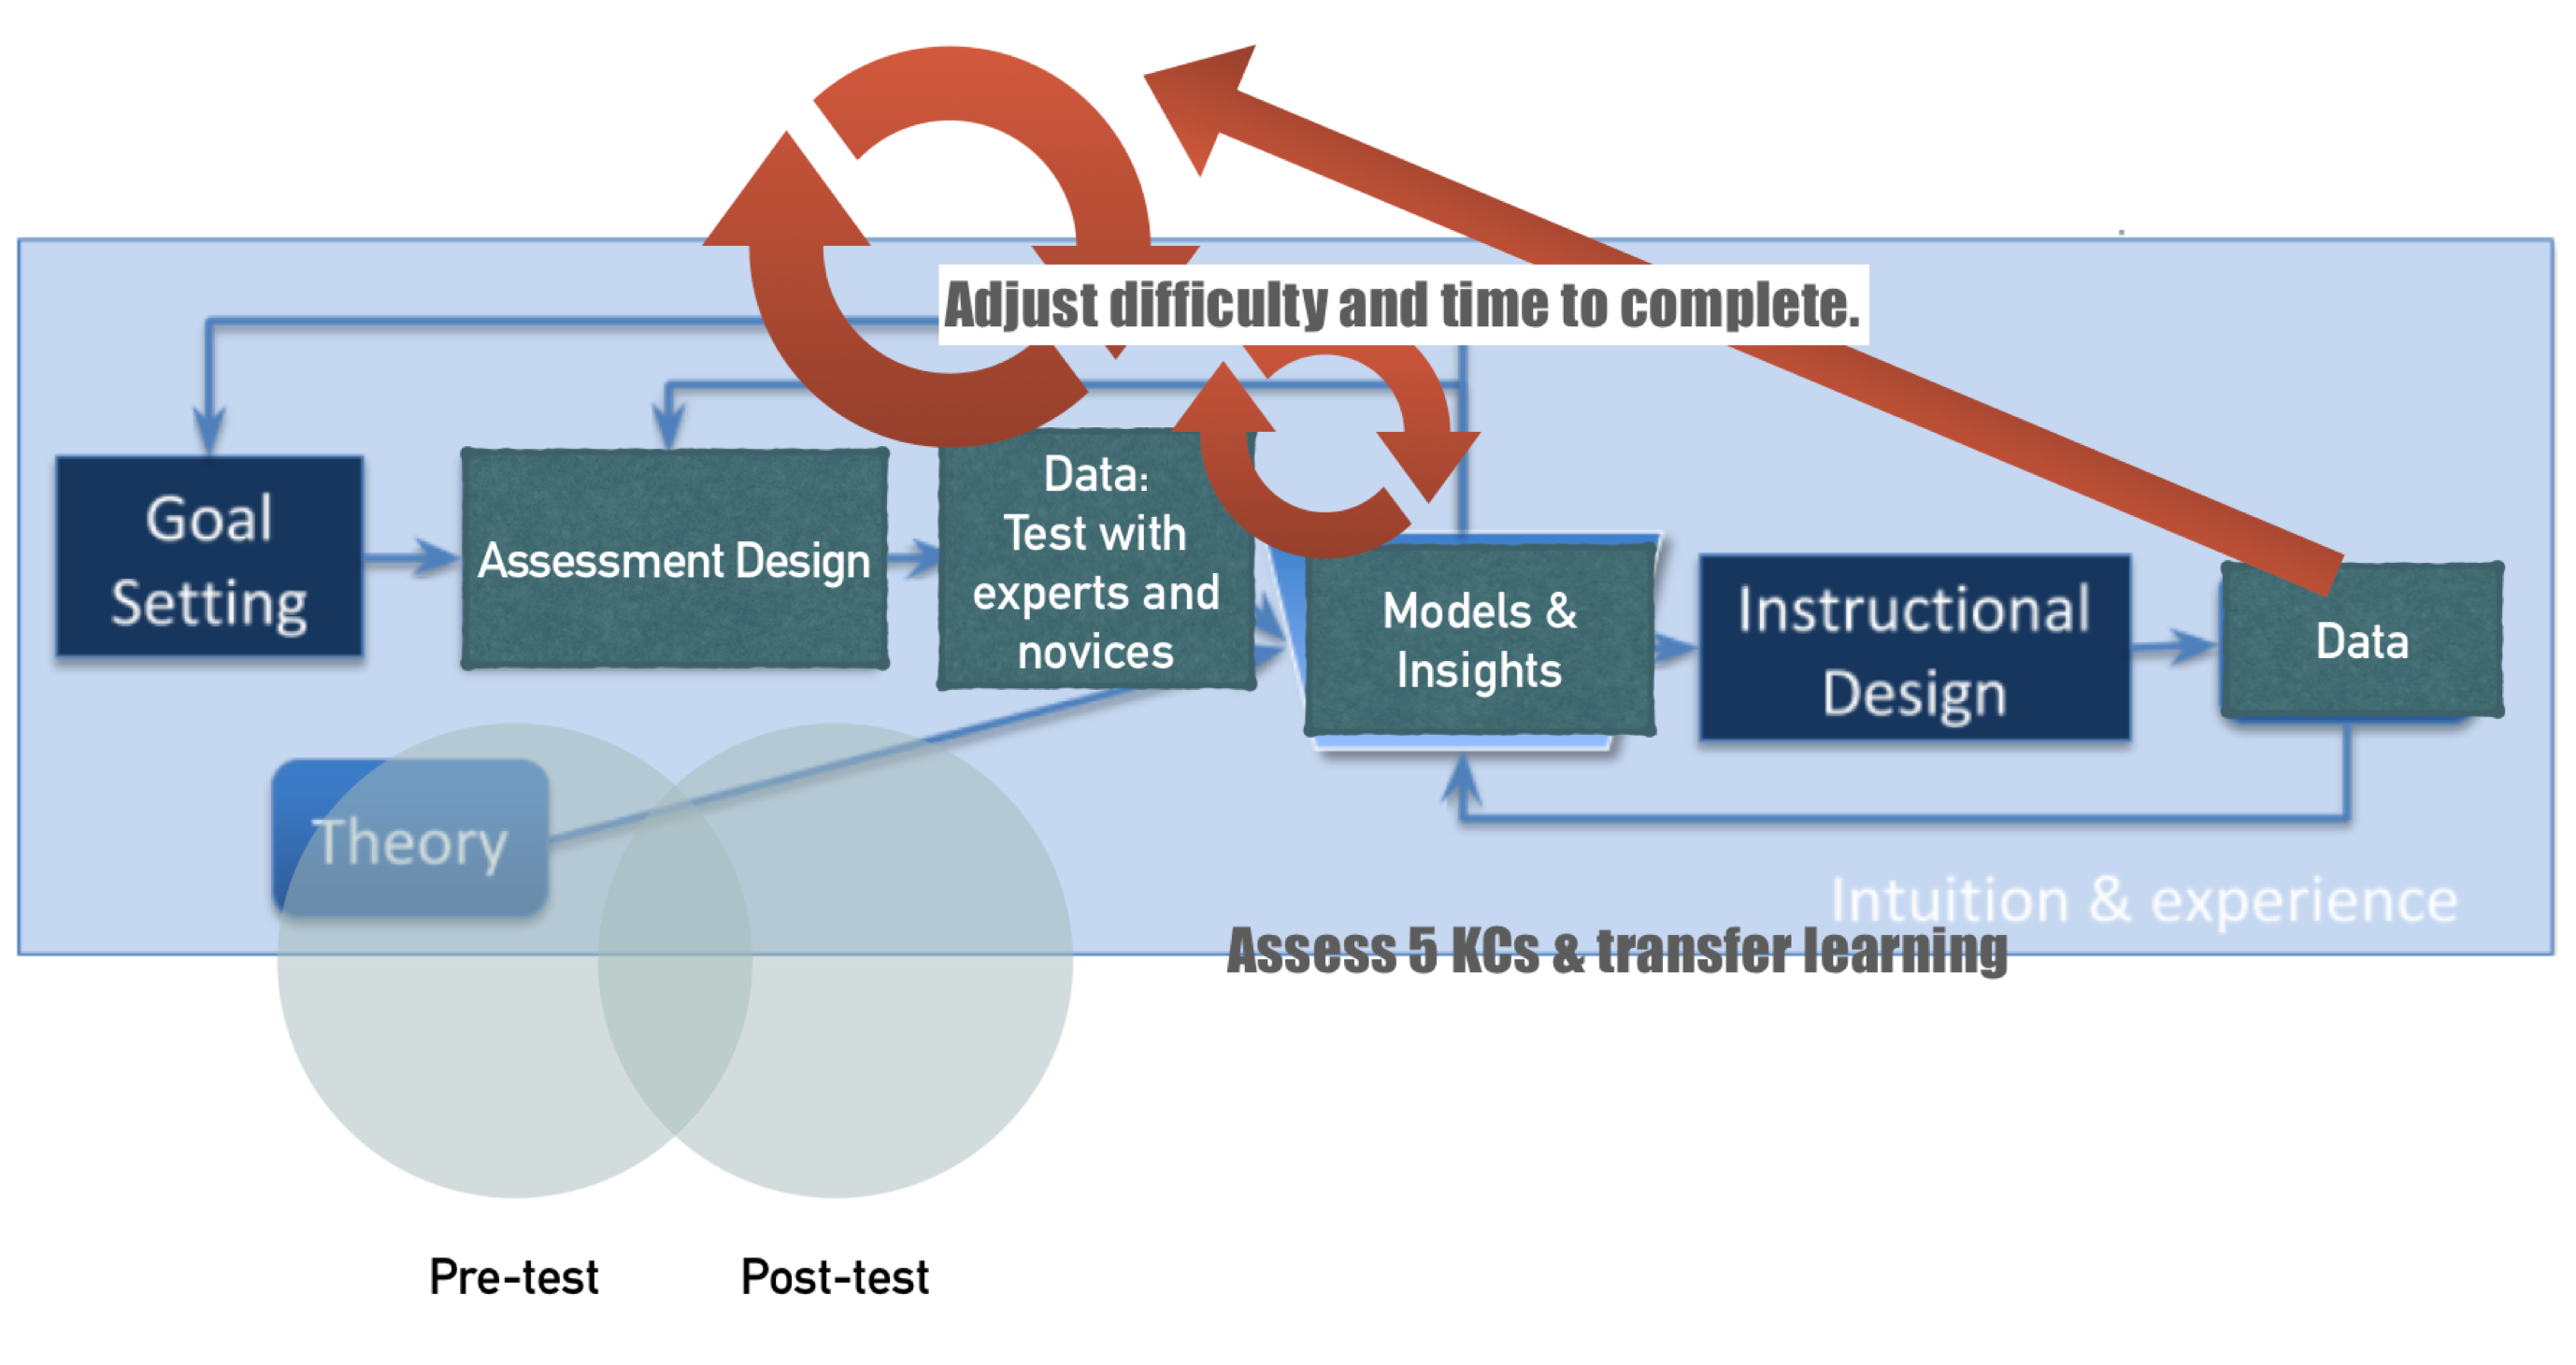 Adjust difficulty and time to complete.
Goal
Setting
Assessment Design
Data:
Test with
experts and
novices
Models &
Insights
Instructional
Design
Data
Theory
Intuition & experience
Assess 5 KCs & transfer learning
Pre-test
Post-test